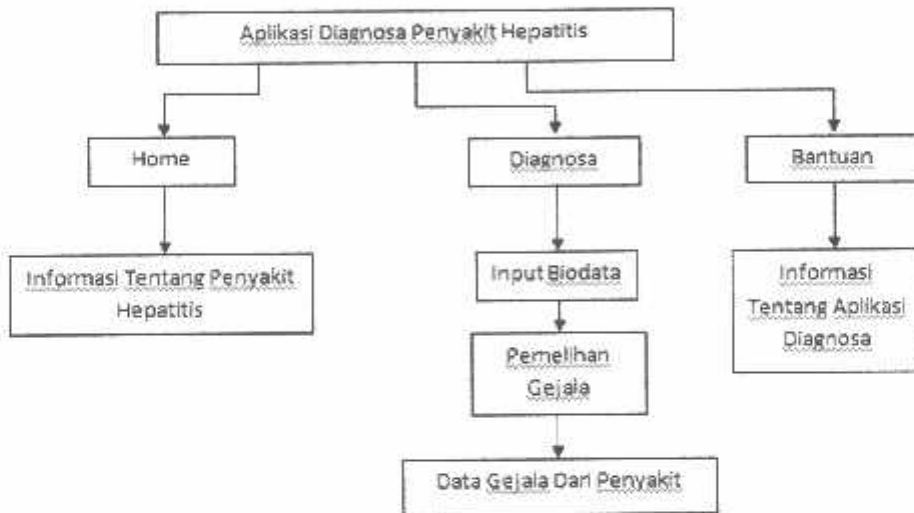 Aplikasi Diagnosa Penyakit Hepatitis
Home
Diagnosa
Bantuan
Informasi Tentang Penyakit
Hepatitis
Input Biodata
Informasi
Tentang Aplikasi
Diagnosa
Pemelihan
Gejala
Data Gejala Dari Penyakit